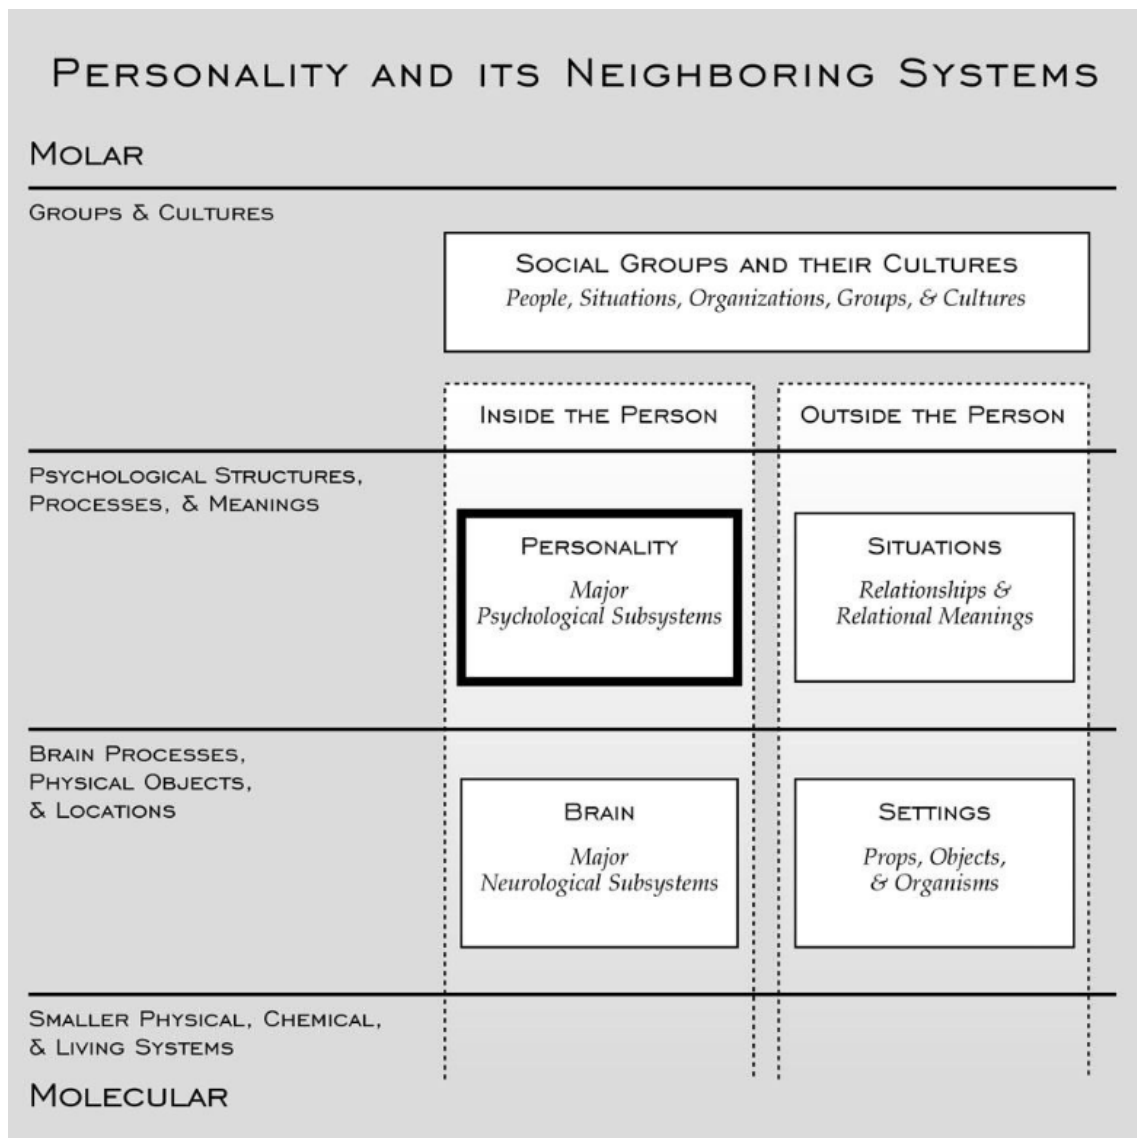 Personality and its Neighboring Systems
Molar
Groups & Cultures
Social Groups and their Cultures
People, Situations, Organizations, Groups, & Cultures
Inside the Person
Outside the Person
Psychological Structures,
Processes, & Meanings
Personality
Major
Psychological Subsystems
Situations
Relationships &
Relational Meanings
Brain Processes,
Physical Objects,
& Locations
Brain
Major
Neurological Subsystems
Settings
Props, Objects,
& Organisms
Smaller Physical, Chemical,
& Living Systems
Molecular